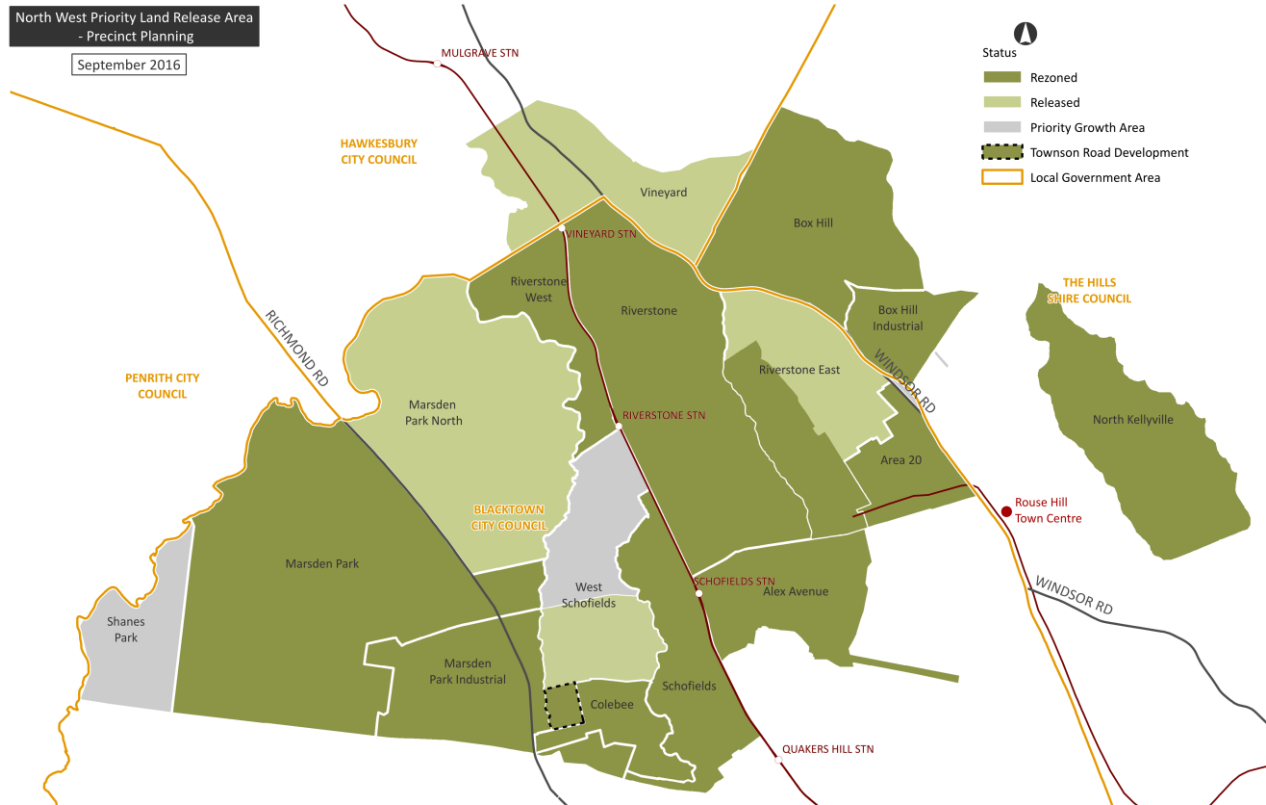 North West Priority Land Release Area
- Precinct Planning
September 2016
Status
Rezoned
Released
Priority Growth Area
Townson Road Development
Local Government Area
MULGRAVE STN
HAWKESBURY
CITY COUNCIL
Vineyard
Box Hill
VINEYARD STN
Riverstone
West
Riverstone
Box Hill
Industrial
THE HILLS
SHIRE COUNCIL
RICHMOND RD
WINDSOR RD
PENRITH CITY
COUNCIL
Riverstone East
Marsden
Park North
RIVERSTONE STN
North Kellyville
Area 20
BLACKTOWN
CITY COUNCIL
Rouse Hill
Town Centre
Marsden Park
SCHOFIELDS STN
West
Schofields
Alex Avenue
WINDSOR RD
Shanes
Park
Marsden
Park Industrial
Schofields
Colebee
QUAKERS HILL STN